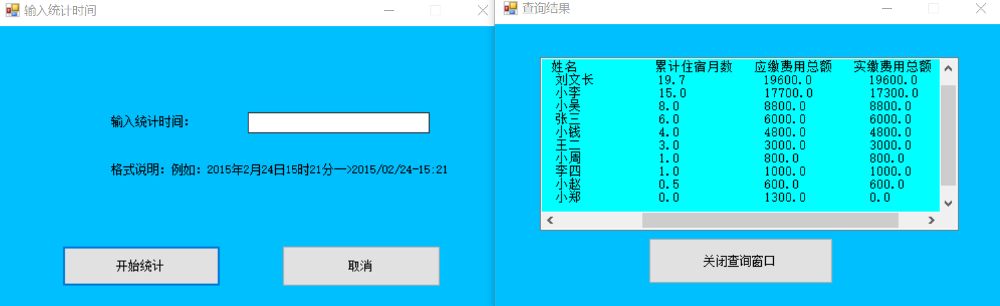 输入统计时间
输入统计时间:
格式说明: 例如: 2015年2月24日15时21分-->2015/02/24-15:21
开始统计 取消
查询结果
姓名 累计住宿月数 应缴费用总额 实缴费用总额
刘文长 19.7 19600.0 19600.0
小李 15.0 17700.0 17300.0
小吴 8.0 8800.0 8800.0
张三 6.0 6000.0 6000.0
小钱 4.0 4800.0 4800.0
王二 3.0 3000.0 3000.0
小周 1.0 800.0 800.0
李四 1.0 1000.0 1000.0
小赵 0.5 600.0 600.0
小郑 0.0 1300.0 0.0
关闭查询窗口